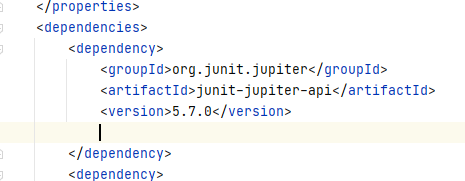 </properties>
<dependencies>
<dependency>
<groupId>org.junit.jupiter</groupId>
<artifactId>junit-jupiter-api</artifactId>
<version>5.7.0</version>
</dependency>
<dependency>